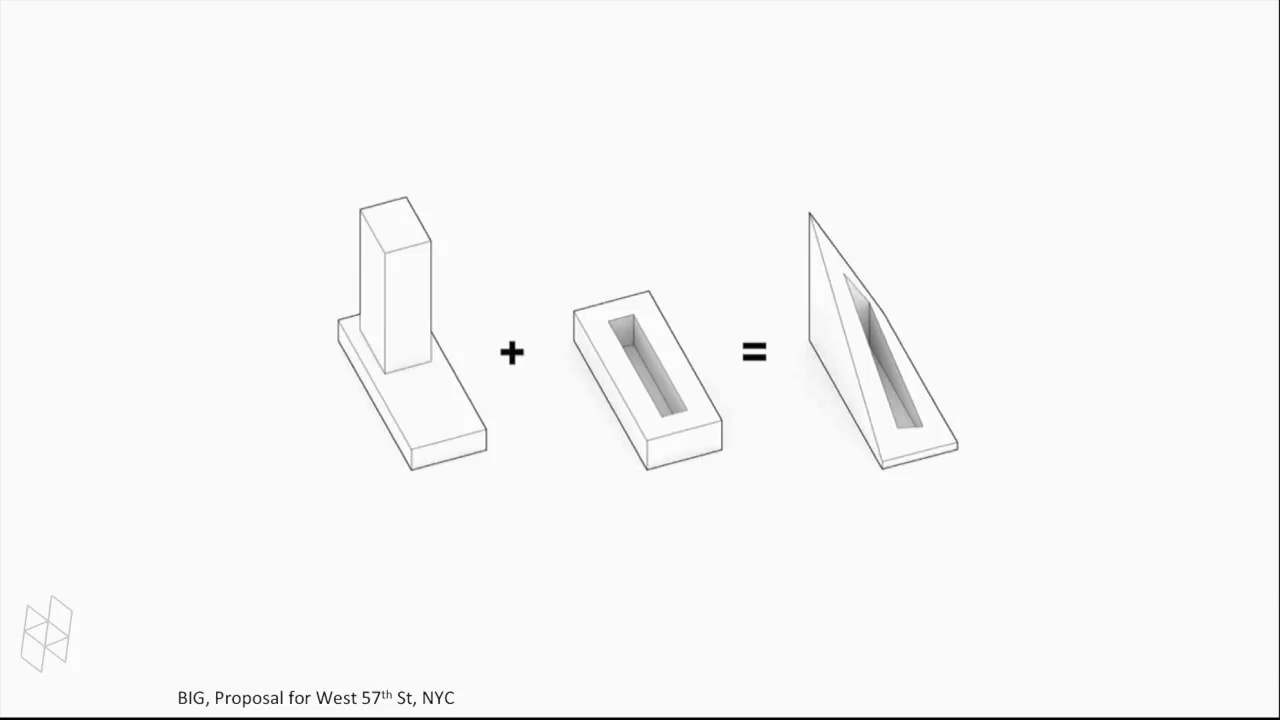 +
=
BIG, Proposal for West 57th St, NYC